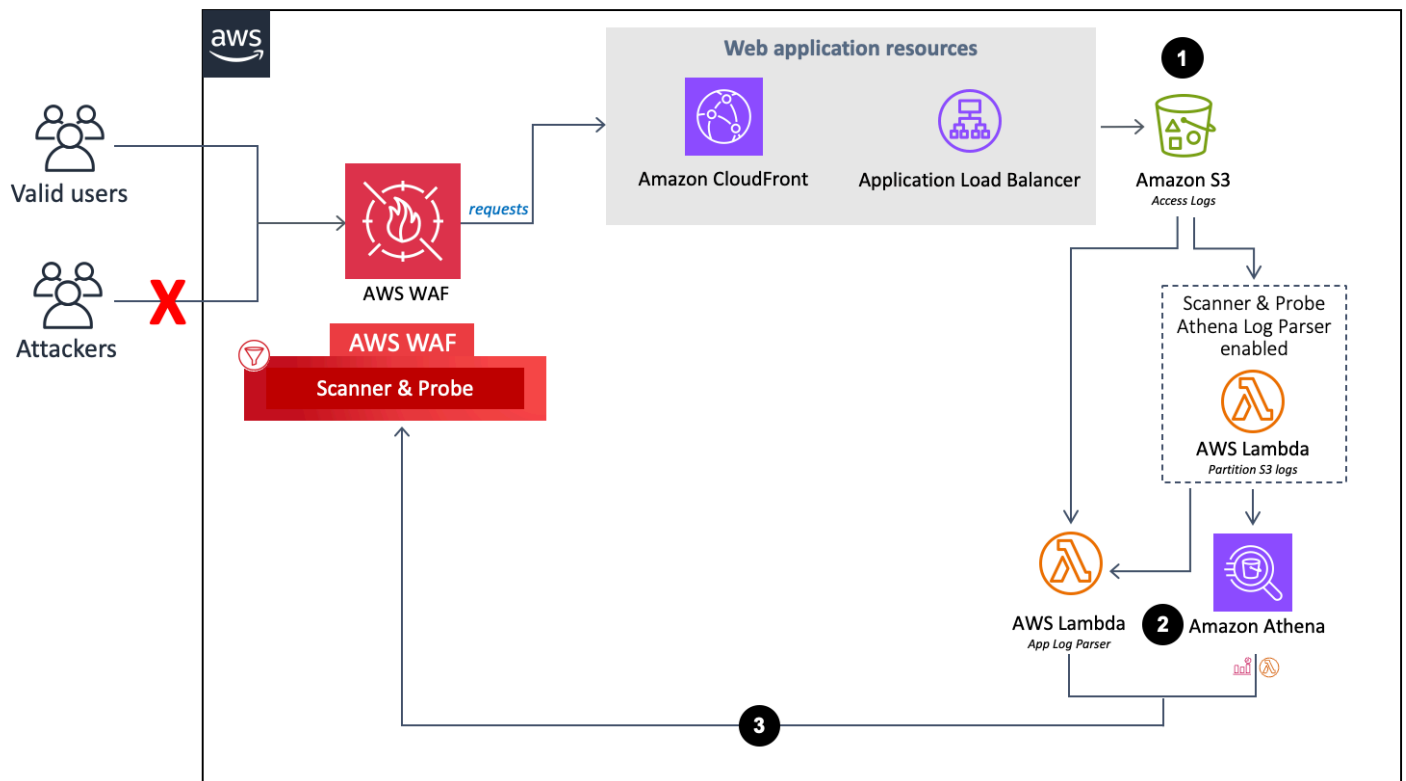 aws
Web application resources
1
Valid users
Amazon CloudFront
Application Load Balancer
Amazon S3
Access Logs
requests
X
Attackers
AWS WAF
AWS WAF
Scanner & Probe
Scanner & Probe
Athena Log Parser
enabled
AWS Lambda
Partition S3 logs
AWS Lambda
App Log Parser
2
Amazon Athena
3